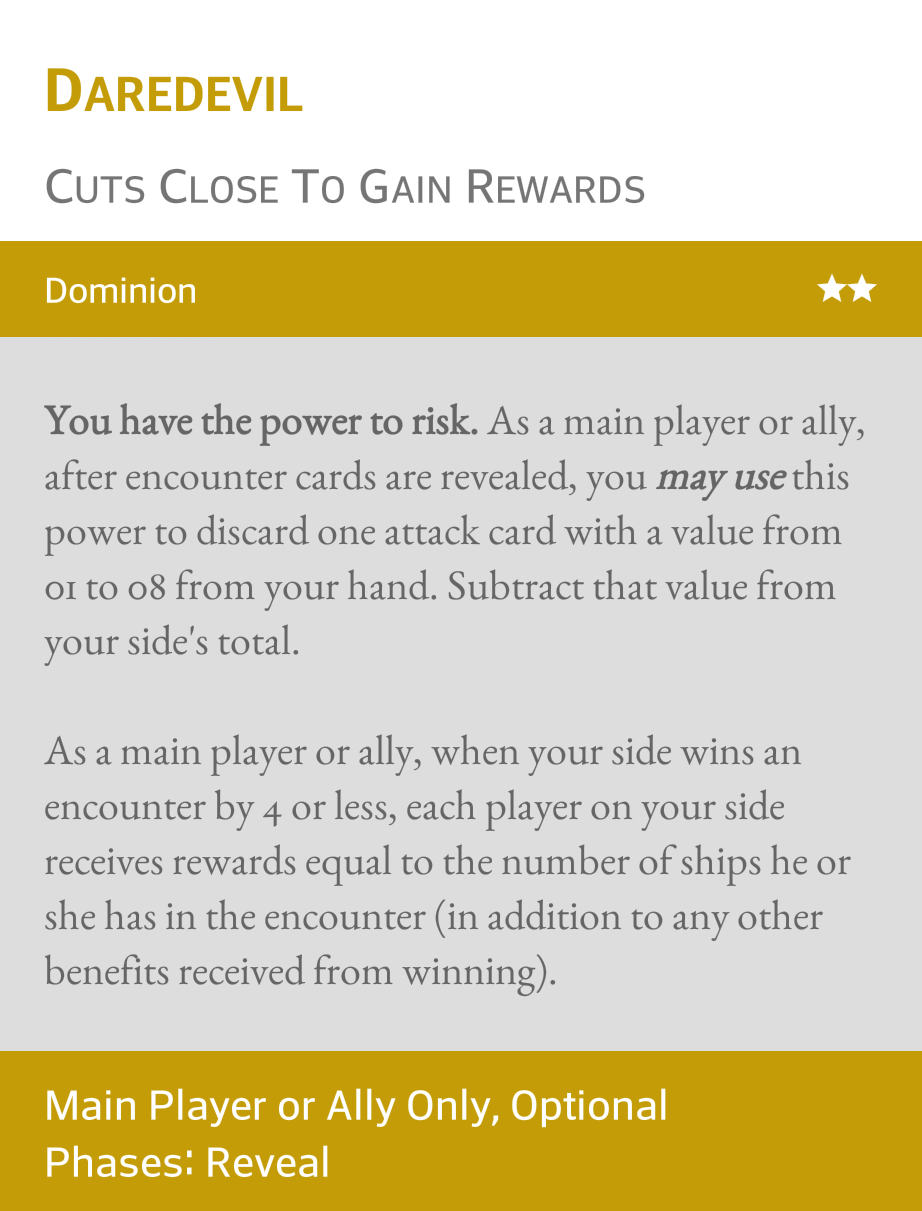 Daredevil
Cuts Close To Gain Rewards
Dominion ★★
You have the power to risk. As a main player or ally,
after encounter cards are revealed, you may use this
power to discard one attack card with a value from
01 to 08 from your hand. Subtract that value from
your side's total.
As a main player or ally, when your side wins an
encounter by 4 or less, each player on your side
receives rewards equal to the number of ships he or
she has in the encounter (in addition to any other
benefits received from winning).
Main Player or Ally Only, Optional
Phases: Reveal